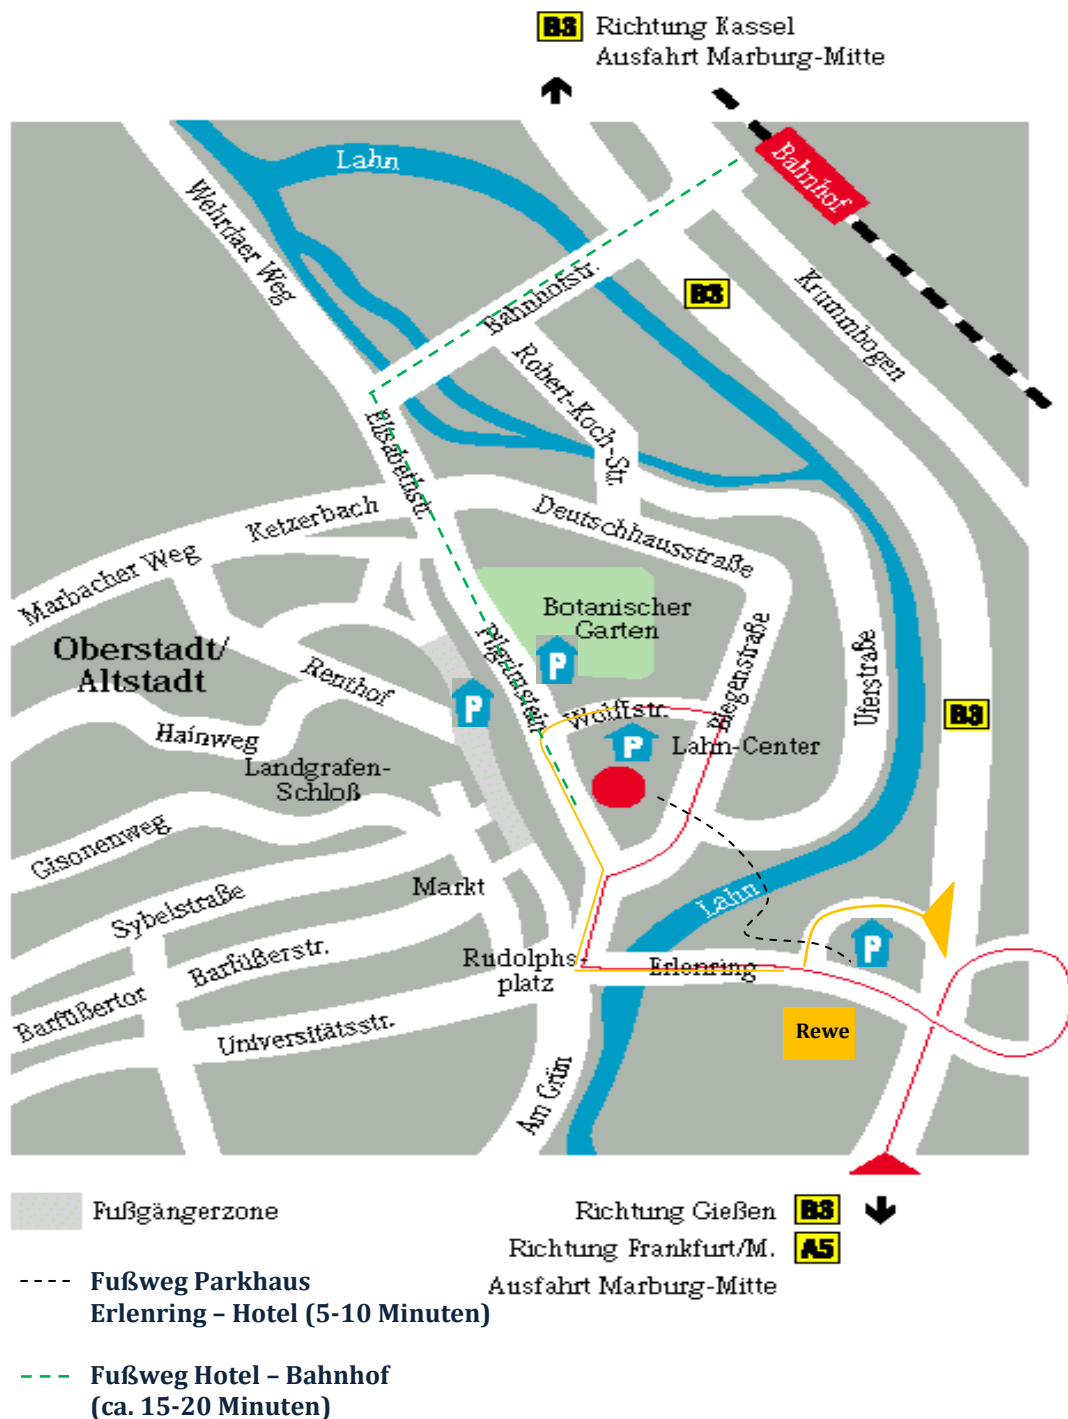 B3 Richtung Kassel
Ausfahrt Marburg-Mitte
Bahnhof
Lahn
Wehrdaer Weg
B3
Krummbogen
Bahnhofstr.
Robert-Koch-Str.
Elisabethstr.
Ketzerbach
Deutschhausstraße
Marbacher Weg
Botanischer
Garten
Oberstadt/
Altstadt
Pilgrimstein
P
Biegenstraße
Uferstraße
Renthof
P
Wolffstr.
B3
Hainweg
P
Lahn-Center
Landgrafen-
Schloß
Gisonenweg
Markt
Sybelstraße
Lahn
Barfüßerstr.
P
Rudolphs-
platz
Erlenring
Barfüßertor
Universitätsstr.
Rewe
Am Grün
Fußgängerzone
Richtung Gießen B3
Richtung Frankfurt/M. A5
Ausfahrt Marburg-Mitte
Fußweg Parkhaus
Erlenring – Hotel (5-10 Minuten)
Fußweg Hotel – Bahnhof
(ca. 15-20 Minuten)